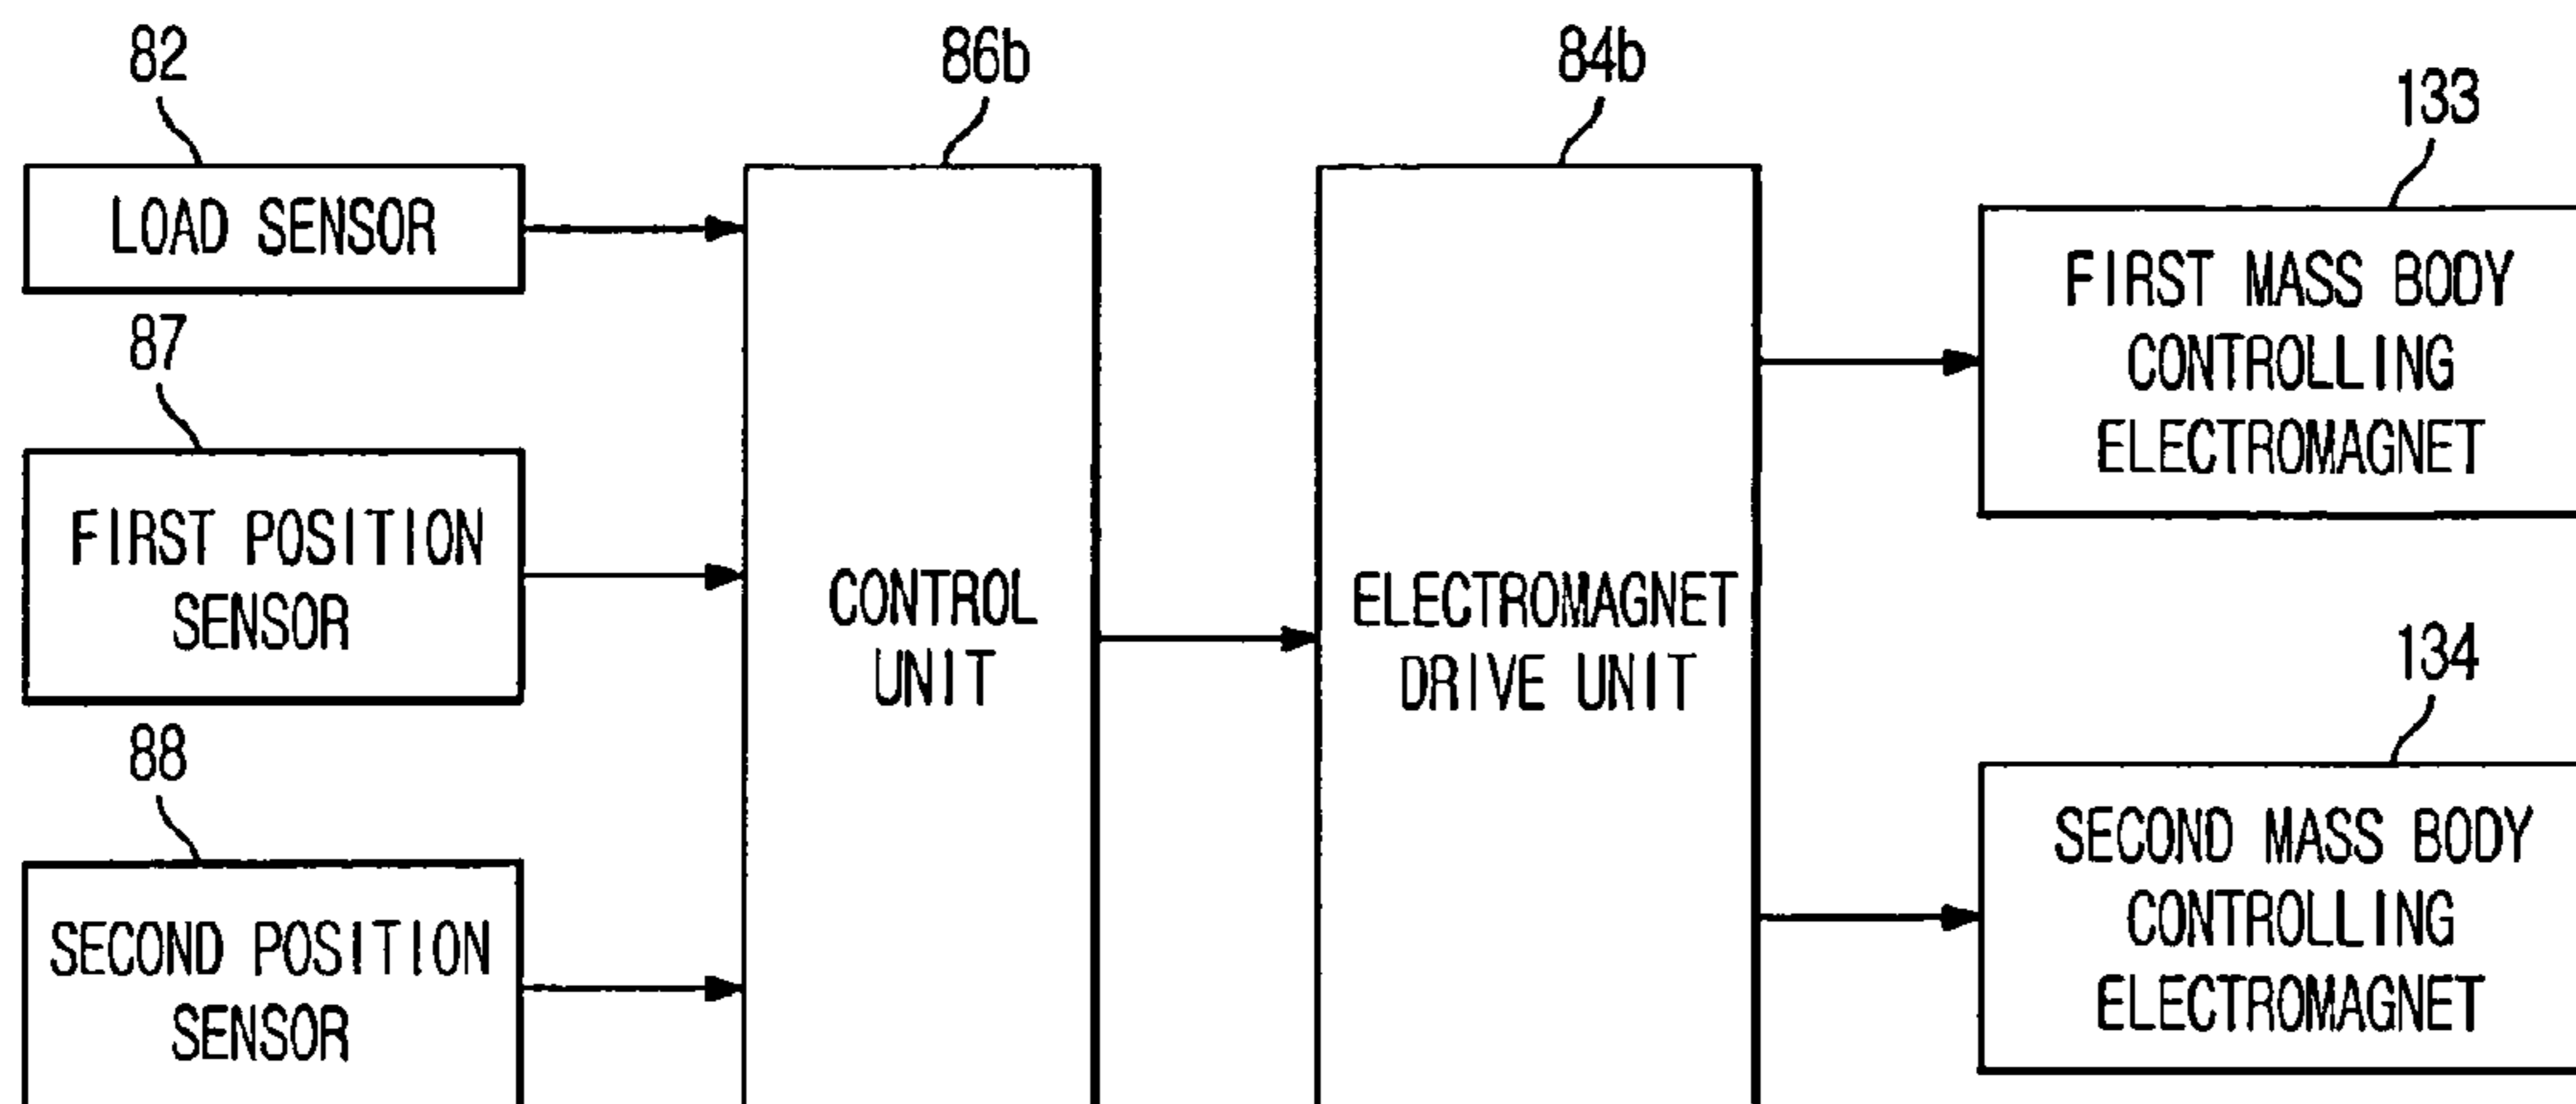 82
86b
84b
133
LOAD SENSOR
FIRST MASS BODY
CONTROLLING
ELECTROMAGNET
87
FIRST POSITION
SENSOR
CONTROL
UNIT
ELECTROMAGNET
DRIVE UNIT
134
88
SECOND POSITION
SENSOR
SECOND MASS BODY
CONTROLLING
ELECTROMAGNET